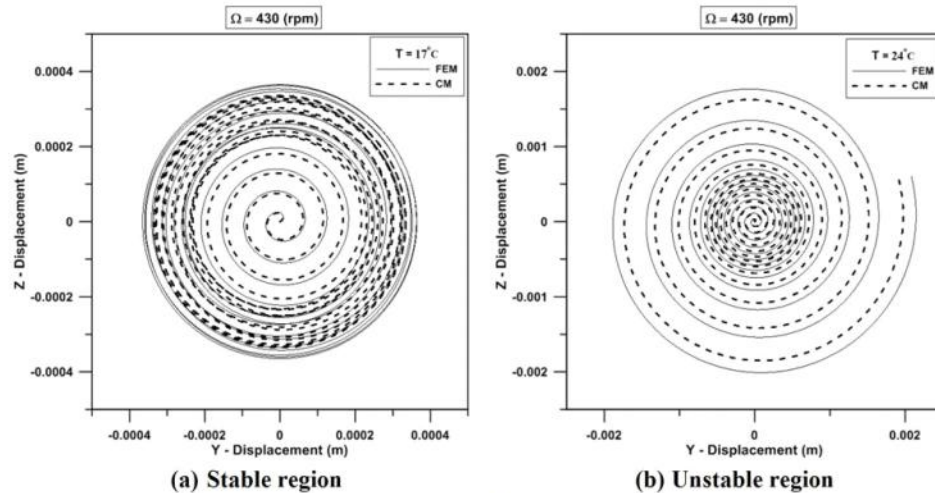 Ω = 430 (rpm)
T = 17°C
FEM
CM
0.0004
0.0002
0
-0.0002
-0.0004
Z - Displacement (m)
-0.0004 -0.0002 0 0.0002 0.0004
Y - Displacement (m)
(a) Stable region
Ω = 430 (rpm)
T = 24°C
FEM
CM
0.002
0.001
0
-0.001
-0.002
Z - Displacement (m)
-0.002 0 0.002
Y - Displacement (m)
(b) Unstable region